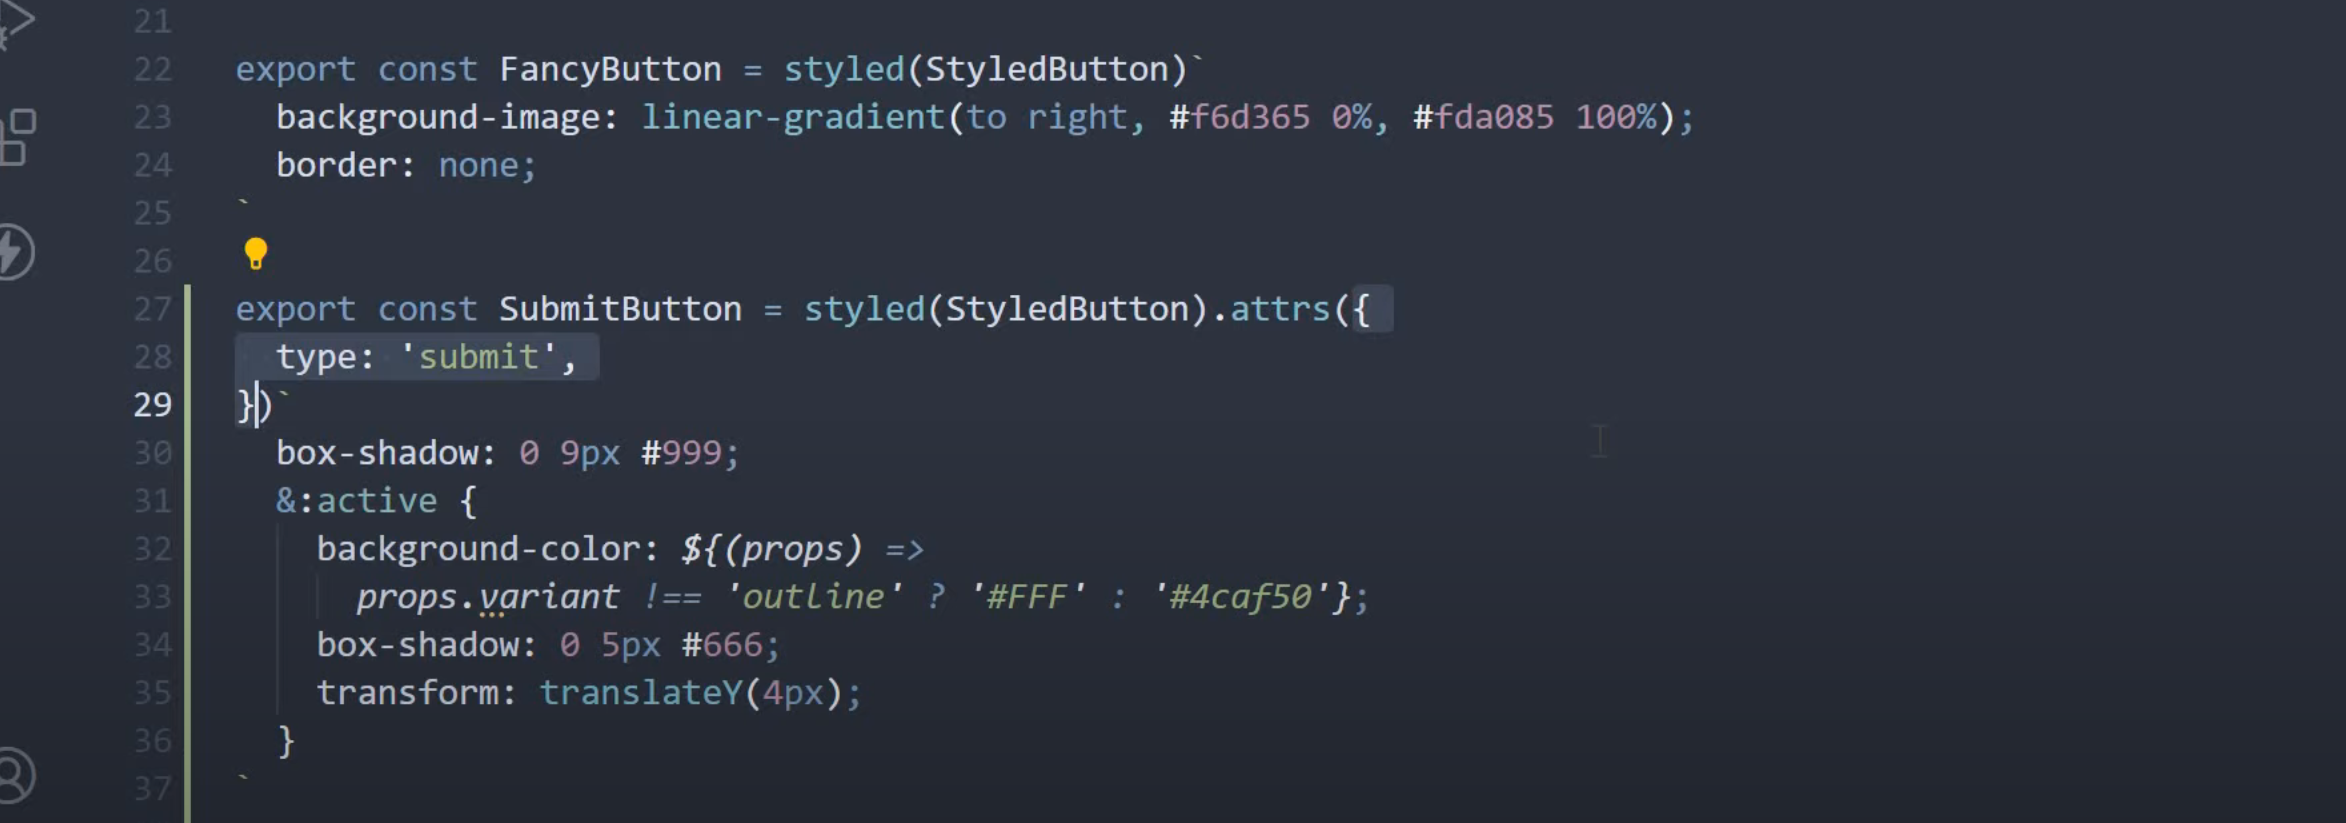 21
22 export const FancyButton = styled(StyledButton)`
23 background-image: linear-gradient(to right, #f6d365 0%, #fda085 100%);
24 border: none;
25 `
26
27 export const SubmitButton = styled(StyledButton).attrs({
28 type: 'submit',
29 })`
30 box-shadow: 0 9px #999;
31 &:active {
32 background-color: ${(props) =>
33 props.variant !== 'outline' ? '#FFF' : '#4caf50'};
34 box-shadow: 0 5px #666;
35 transform: translateY(4px);
36 }
37 `